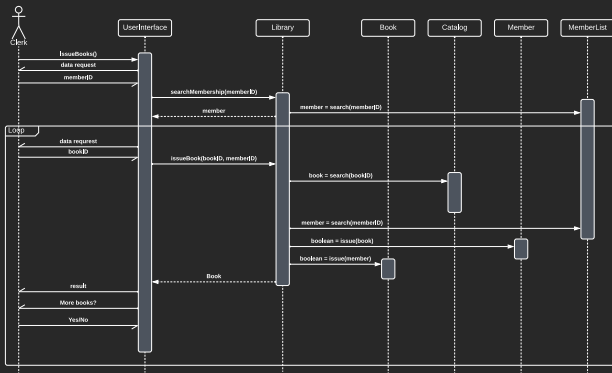 UserInterface
Library
Book
Catalog
Member
MemberList
Clerk
IssueBooks()
data request
memberID
searchMembership(memberID)
member = search(memberID)
member
Loop
data requrest
bookID
issueBook(bookID, memberID)
book = search(bookID)
member = search(memberID)
boolean = issue(book)
boolean = issue(member)
Book
result
More books?
Yes/No